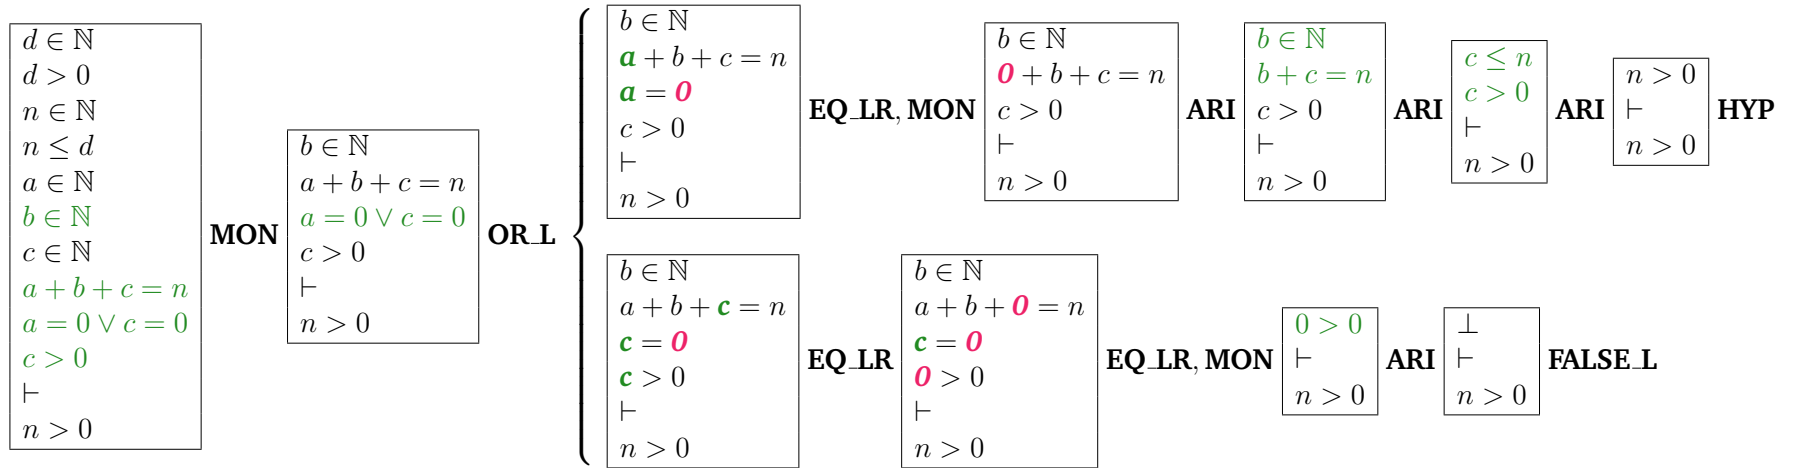 d ∈ ℕ
d > 0
n ∈ ℕ
n ≤ d
a ∈ ℕ
b ∈ ℕ
c ∈ ℕ
a + b + c = n
a = 0 ∨ c = 0
c > 0
⊢
n > 0
MON
b ∈ ℕ
a + b + c = n
a = 0 ∨ c = 0
c > 0
⊢
n > 0
OR_L
b ∈ ℕ
a + b + c = n
a = 0
c > 0
⊢
n > 0
EQ_LR, MON
b ∈ ℕ
0 + b + c = n
c > 0
⊢
n > 0
ARI
b ∈ ℕ
b + c = n
c > 0
⊢
n > 0
ARI
c ≤ n
c > 0
⊢
n > 0
ARI
n > 0
⊢
n > 0
HYP
b ∈ ℕ
a + b + c = n
c = 0
c > 0
⊢
n > 0
EQ_LR
b ∈ ℕ
a + b + 0 = n
c = 0
0 > 0
⊢
n > 0
EQ_LR, MON
0 > 0
⊢
n > 0
ARI
⊥
⊢
n > 0
FALSE_L